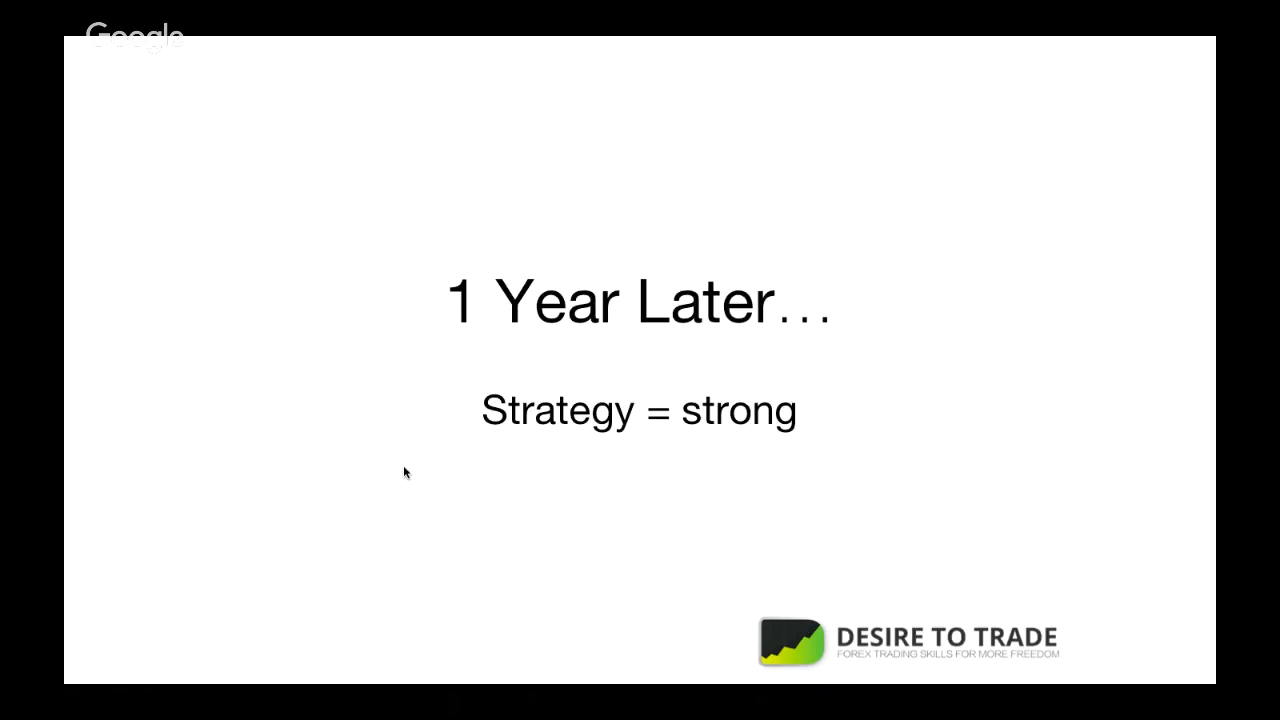 Google
1 Year Later…
Strategy = strong
DESIRE TO TRADE
FOREX TRADING SKILLS FOR MORE FREEDOM